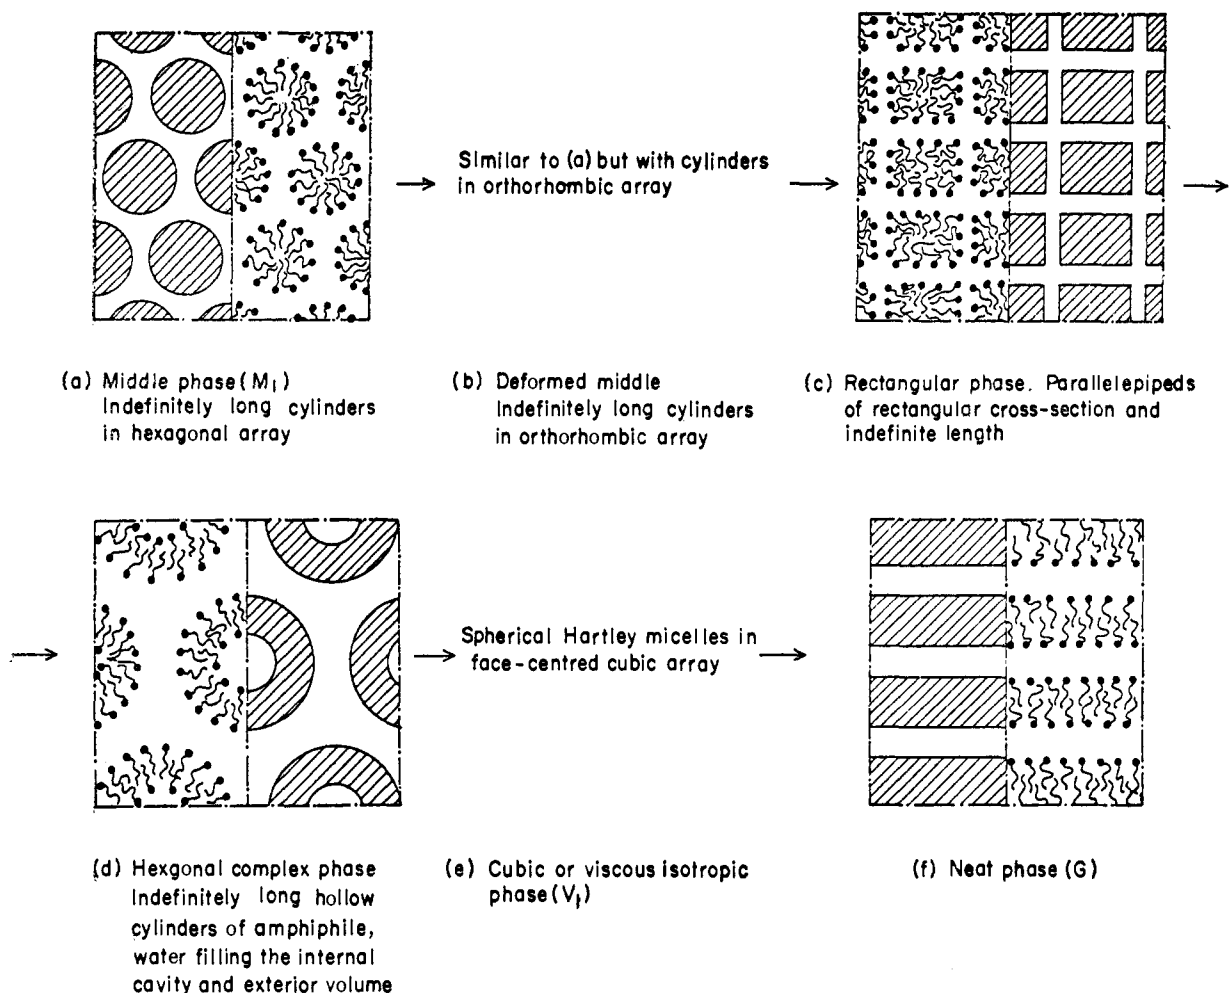 Similar to (a) but with cylinders
in orthorhombic array
(a) Middle phase (M₁)
Indefinitely long cylinders
in hexagonal array
(b) Deformed middle
Indefinitely long cylinders
in orthorhombic array
(c) Rectangular phase. Parallelepipeds
of rectangular cross-section and
indefinite length
Spherical Hartley micelles in
face-centred cubic array
(d) Hexgonal complex phase
Indefinitely long hollow
cylinders of amphiphile,
water filling the internal
cavity and exterior volume
(e) Cubic or viscous isotropic
phase (V₁)
(f) Neat phase (G)